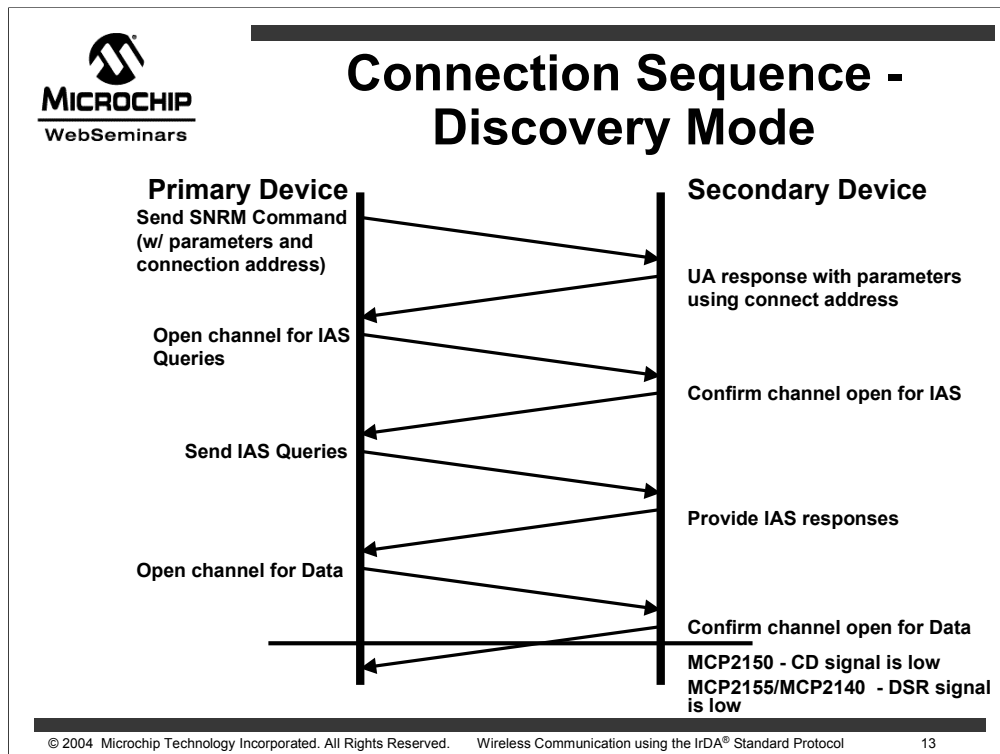 MICROCHIP
WebSeminars
Connection Sequence -
Discovery Mode
Primary Device
Secondary Device
Send SNRM Command
(w/ parameters and
connection address)
UA response with parameters
using connect address
Open channel for IAS
Queries
Confirm channel open for IAS
Send IAS Queries
Provide IAS responses
Open channel for Data
Confirm channel open for Data
MCP2150 - CD signal is low
MCP2155/MCP2140  - DSR signal
is low
© 2004  Microchip Technology Incorporated. All Rights Reserved.
Wireless Communication using the IrDA® Standard Protocol
13